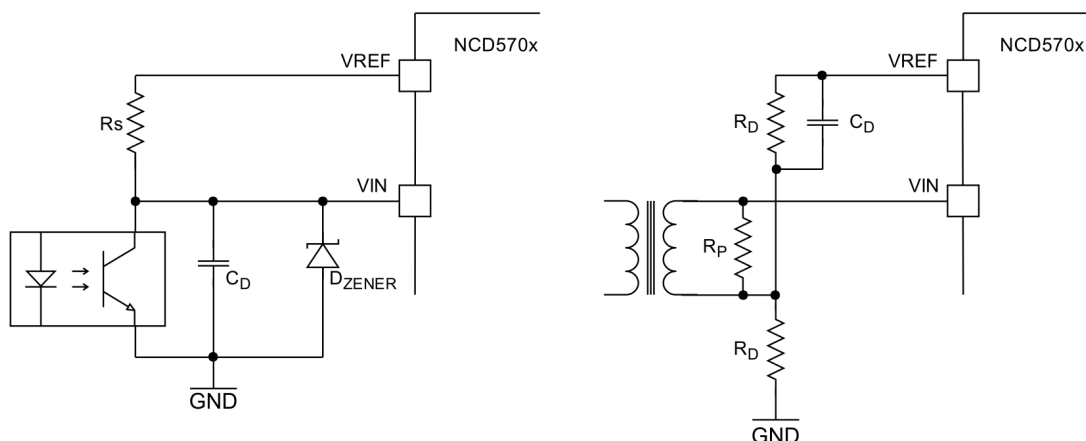 NCD570x
VREF
Rs
VIN
CD
DZENER
GND
NCD570x
VREF
RD
CD
VIN
RP
RD
GND